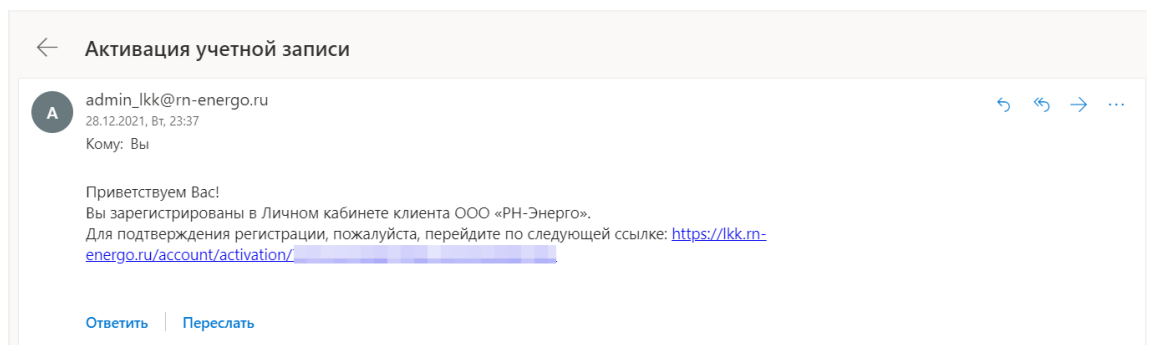 Активация учетной записи
A
admin_lkk@rn-energo.ru
28.12.2021, Вт, 23:37
Кому: Вы
Приветствуем Вас!
Вы зарегистрированы в Личном кабинете клиента ООО «РН-Энерго».
Для подтверждения регистрации, пожалуйста, перейдите по следующей ссылке: https://lkk.rn-
energo.ru/account/activation/
Ответить Переслать